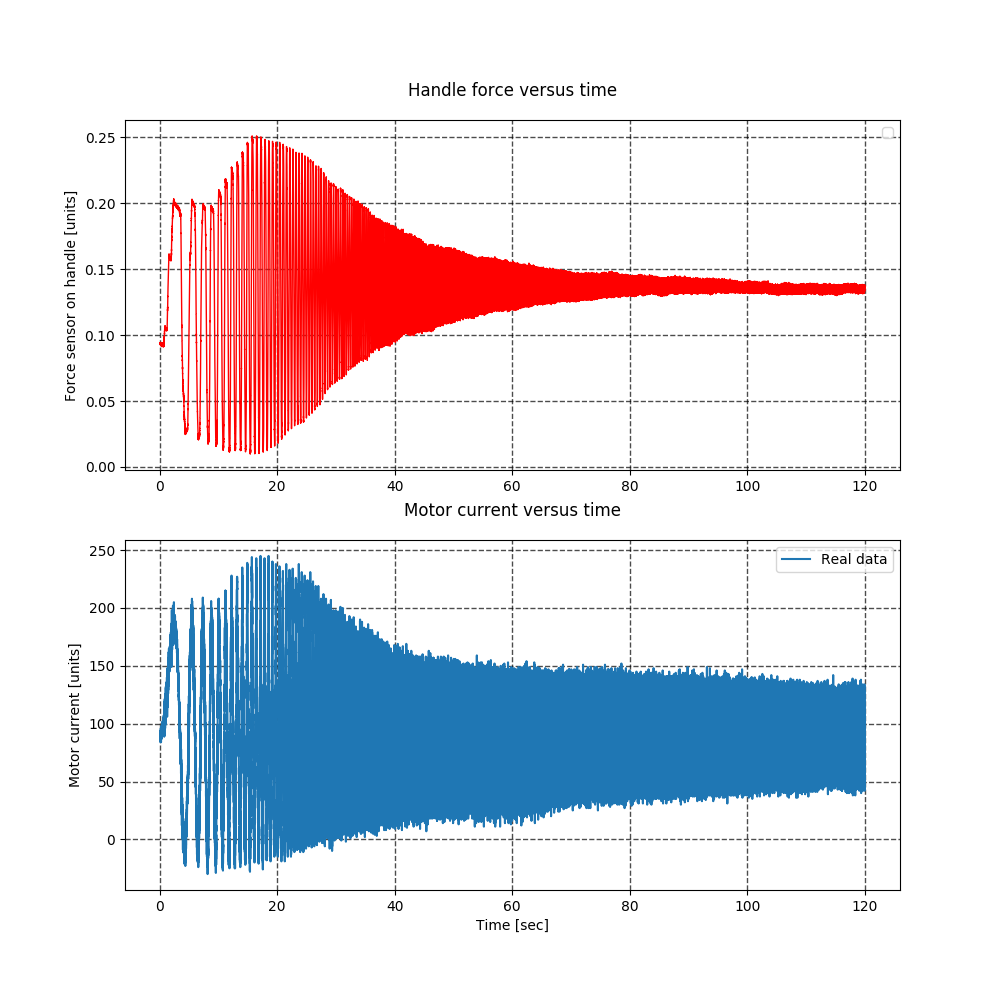 Handle force versus time
Force sensor on handle [units]
0.25
0.20
0.15
0.10
0.05
0.00
0 20 40 60 80 100 120
Motor current versus time
Motor current [units]
250
200
150
100
50
0
Real data
0 20 40 60 80 100 120
Time [sec]